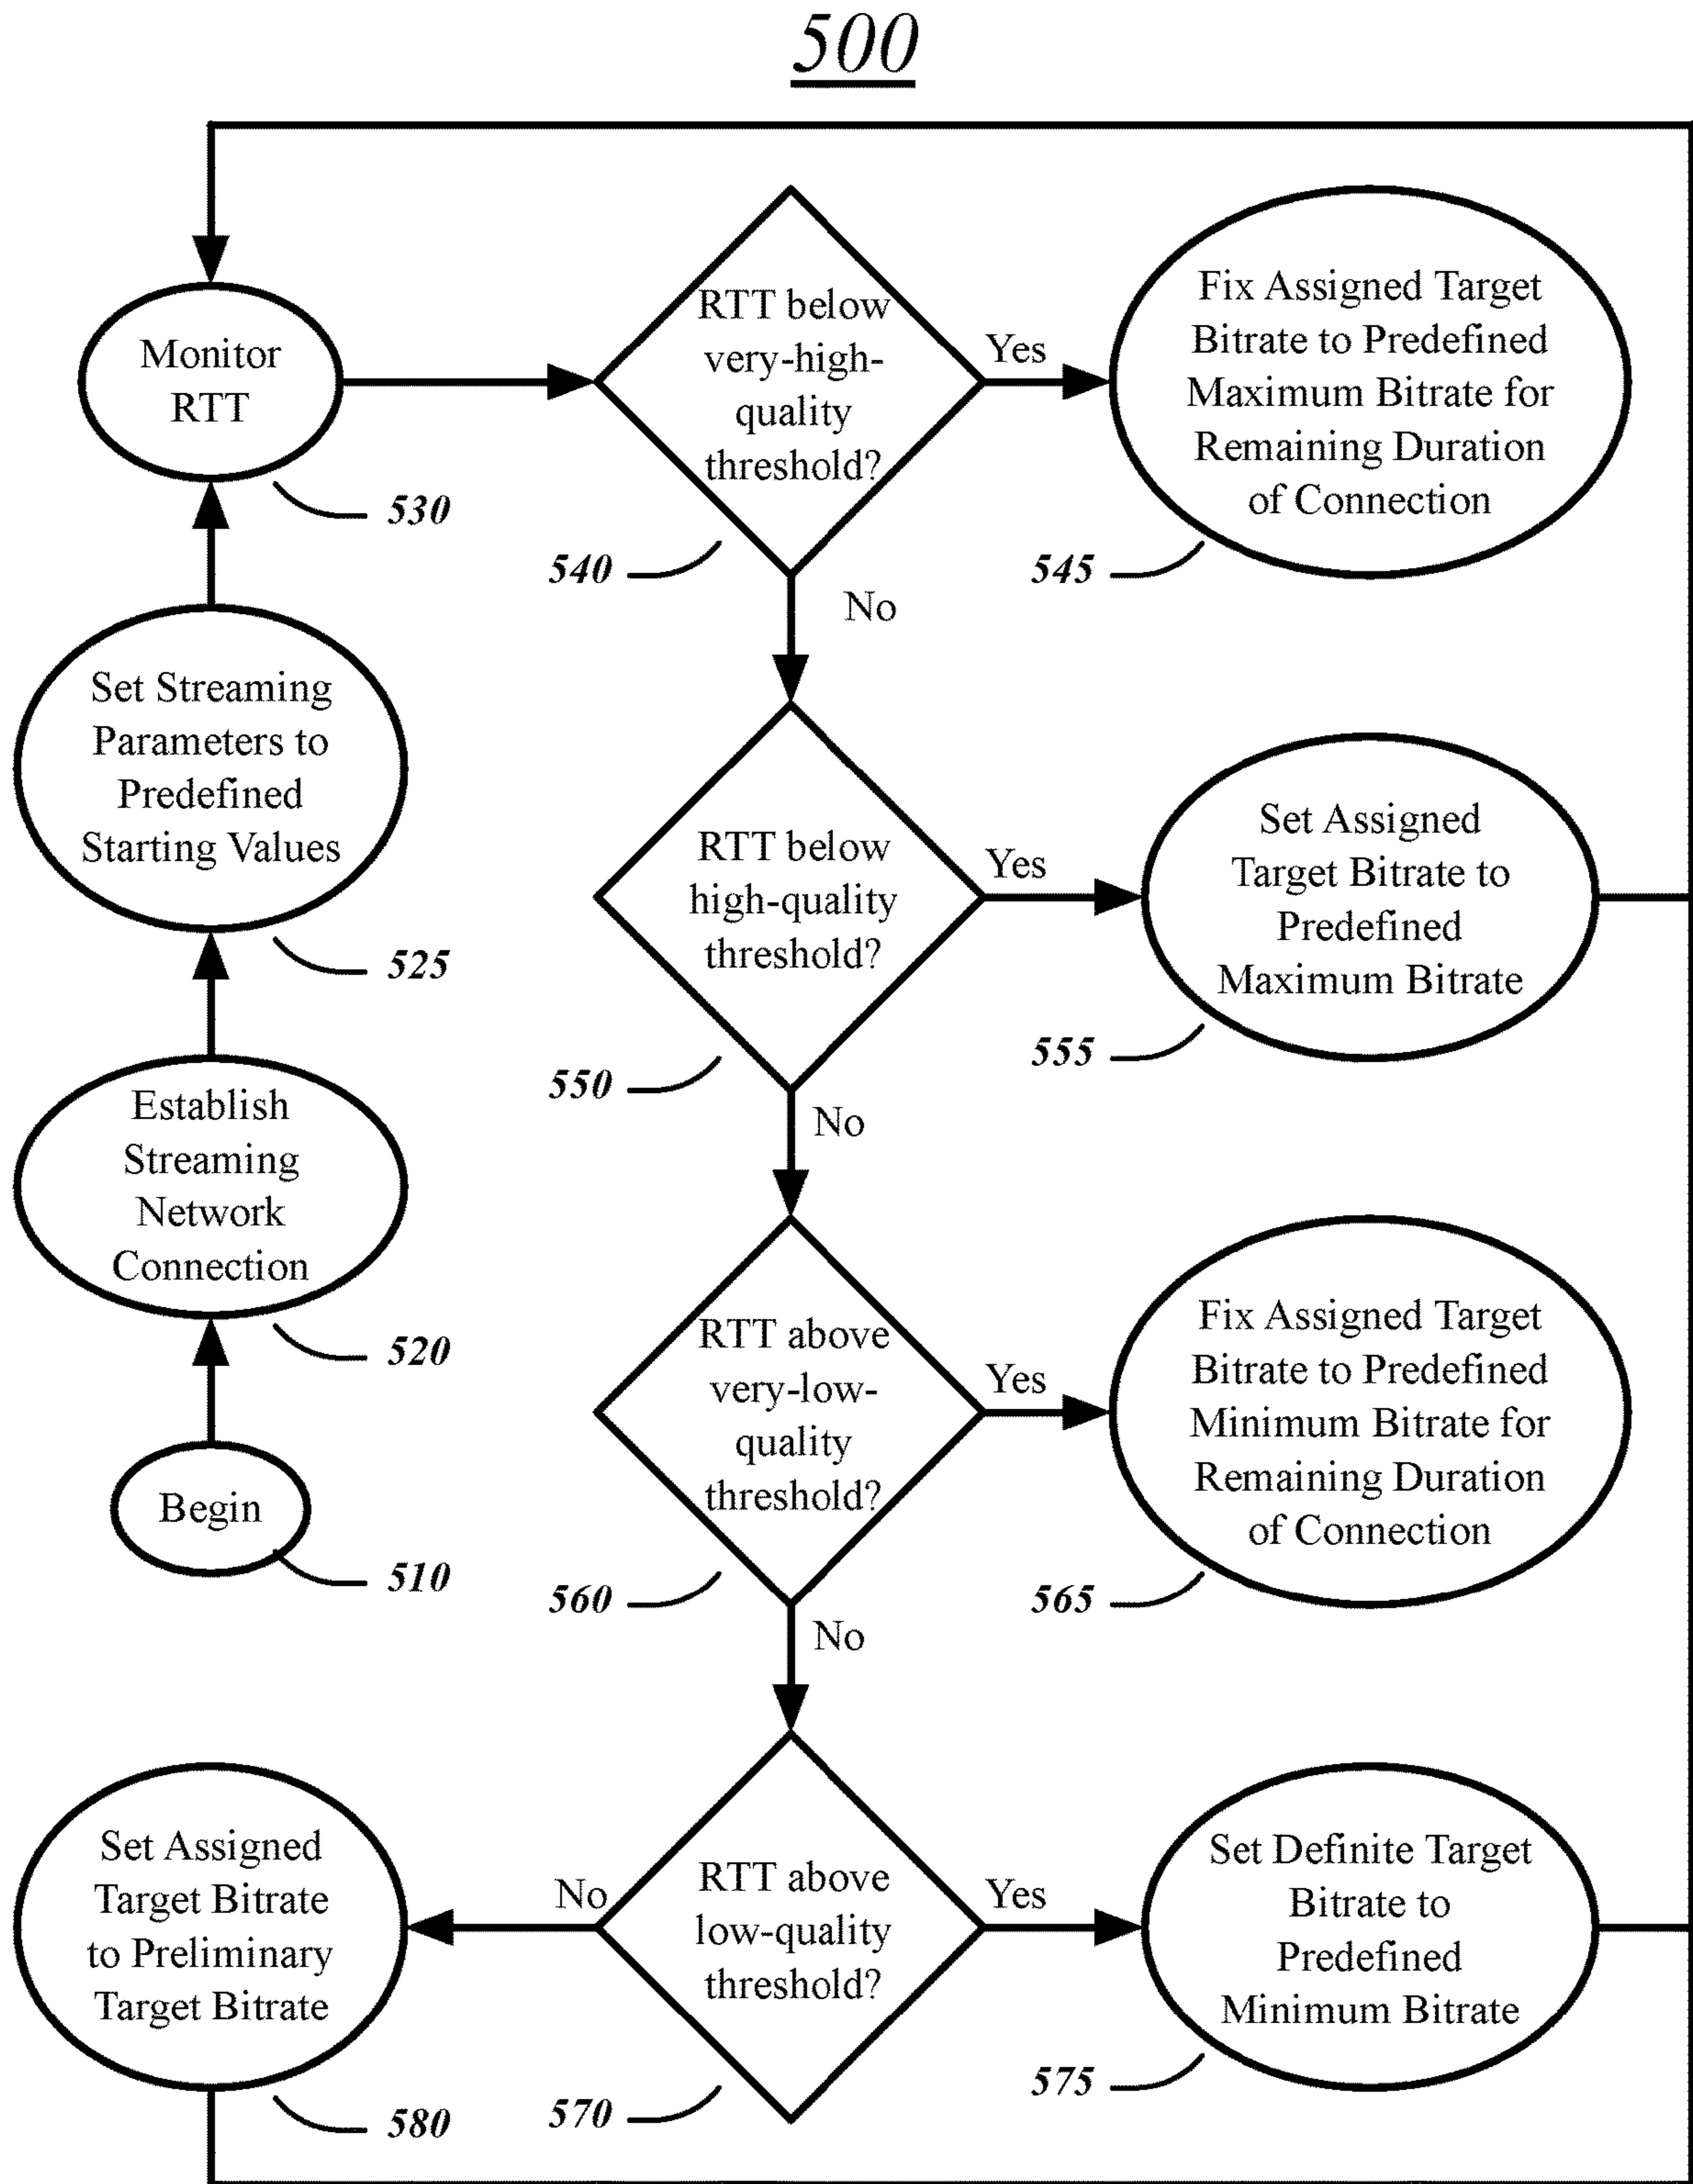 500
Monitor
RTT
530
RTT below
very-high-
quality
threshold?
540
Yes
No
Fix Assigned Target
Bitrate to Predefined
Maximum Bitrate for
Remaining Duration
of Connection
545
Set Streaming
Parameters to
Predefined
Starting Values
525
RTT below
high-quality
threshold?
550
Yes
No
Set Assigned
Target Bitrate to
Predefined
Maximum Bitrate
555
Establish
Streaming
Network
Connection
520
RTT above
very-low-
quality
threshold?
560
Yes
No
Fix Assigned Target
Bitrate to Predefined
Minimum Bitrate for
Remaining Duration
of Connection
565
Begin
510
Set Assigned
Target Bitrate
to Preliminary
Target Bitrate
580
No
RTT above
low-quality
threshold?
570
Yes
Set Definite Target
Bitrate to
Predefined
Minimum Bitrate
575